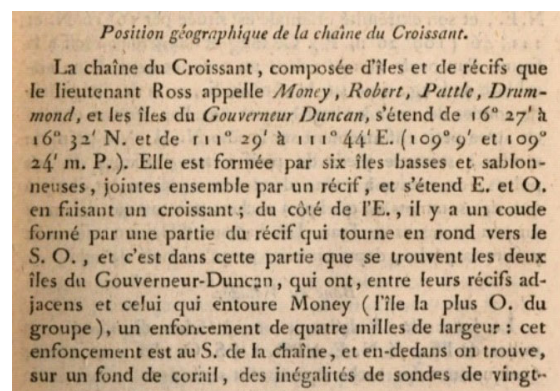 Position géographique de la chaîne du Croissant.
La chaîne du Croissant, composée d'îles et de récifs que
le lieutenant Ross appelle Money, Robert, Pattle, Drum-
mond, et les îles du Gouverneur Duncan, s'étend de 16° 27′ à
16° 32′ N. et de 111° 29′ à 111° 44′ E. (109° 9′ et 109°
24′ m. P.). Elle est formée par six îles basses et sablon-
neuses, jointes ensemble par un récif, et s'étend E. et O.
en faisant un croissant; du côté de l'E., il y a un coude
formé par une partie du récif qui tourne en rond vers le
S. O., et c'est dans cette partie que se trouvent les deux
îles du Gouverneur-Duncan, qui ont, entre leurs récifs ad-
jacens et celui qui entoure Money (l'île la plus O. du
groupe), un enfoncement de quatre milles de largeur : cet
enfonçement est au S. de la chaîne, et en-dedans on trouve,
sur un fond de corail, des inégalités de sondes de vingt-